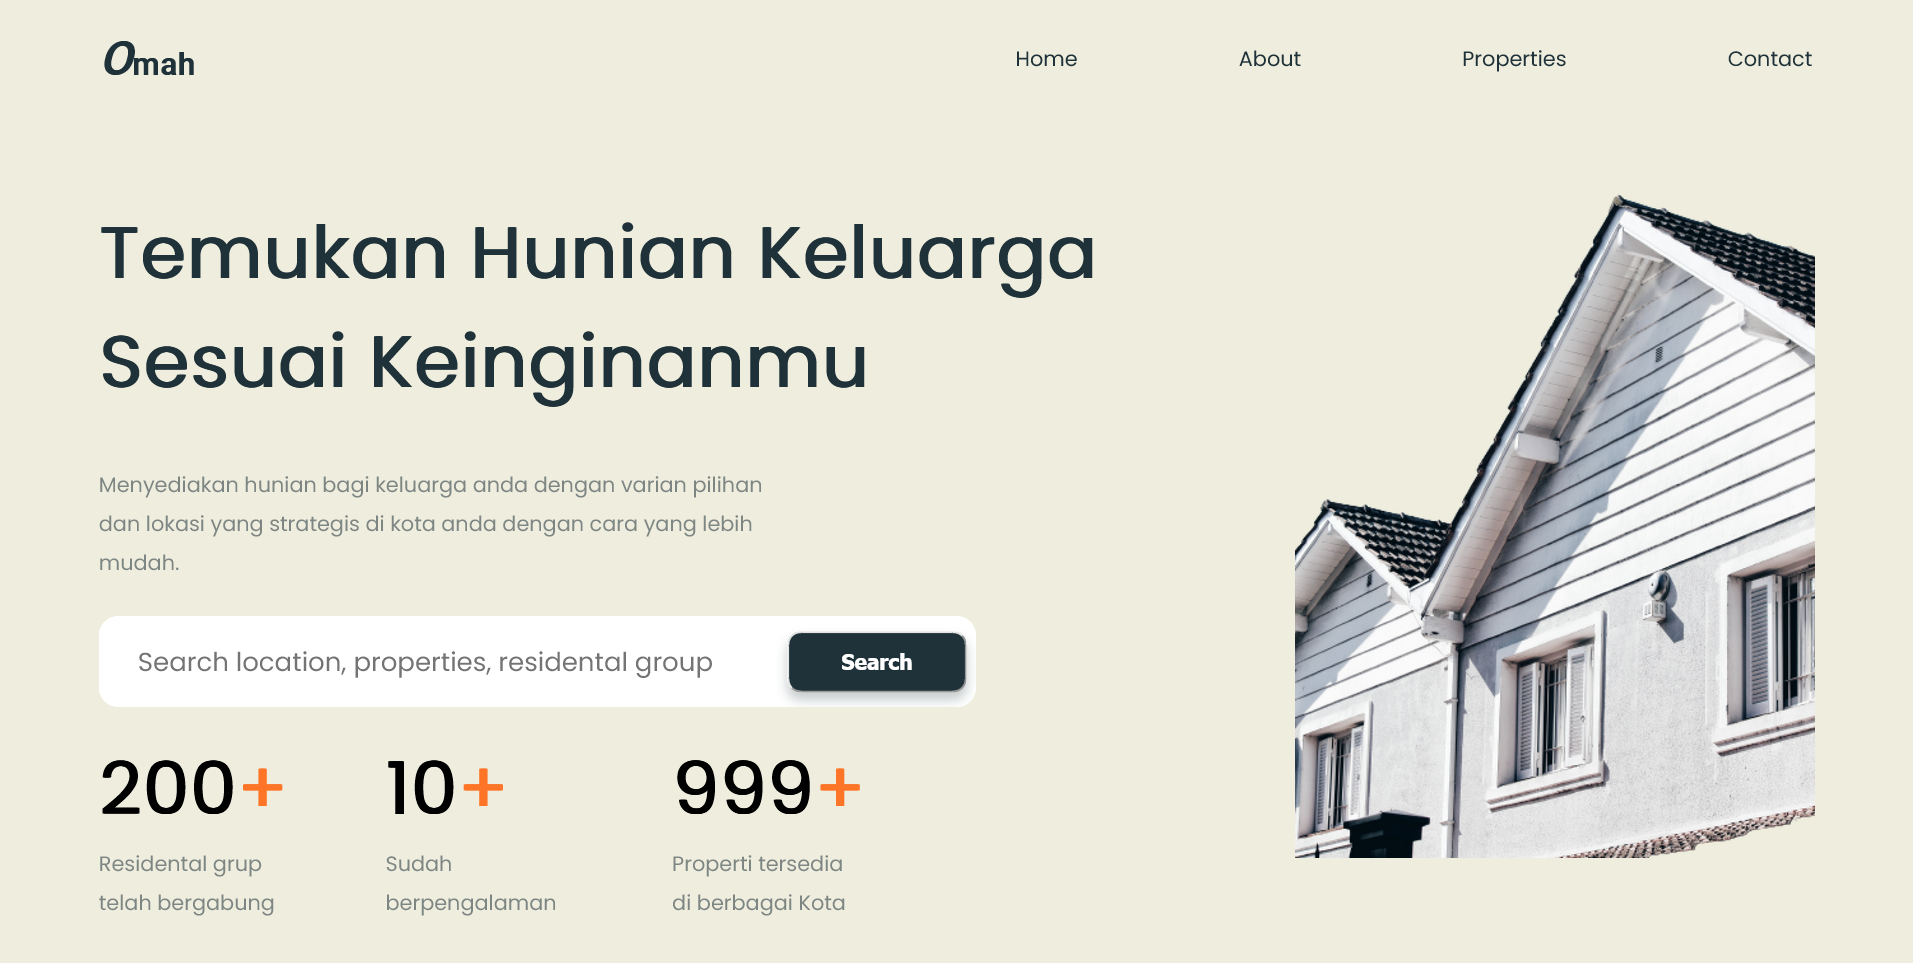 Omah
Home About Properties Contact
Temukan Hunian Keluarga
Sesuai Keinginanmu
Menyediakan hunian bagi keluarga anda dengan varian pilihan
dan lokasi yang strategis di kota anda dengan cara yang lebih
mudah.
Search location, properties, residental group
Search
200+
Residental grup
telah bergabung
10+
Sudah
berpengalaman
999+
Properti tersedia
di berbagai Kota